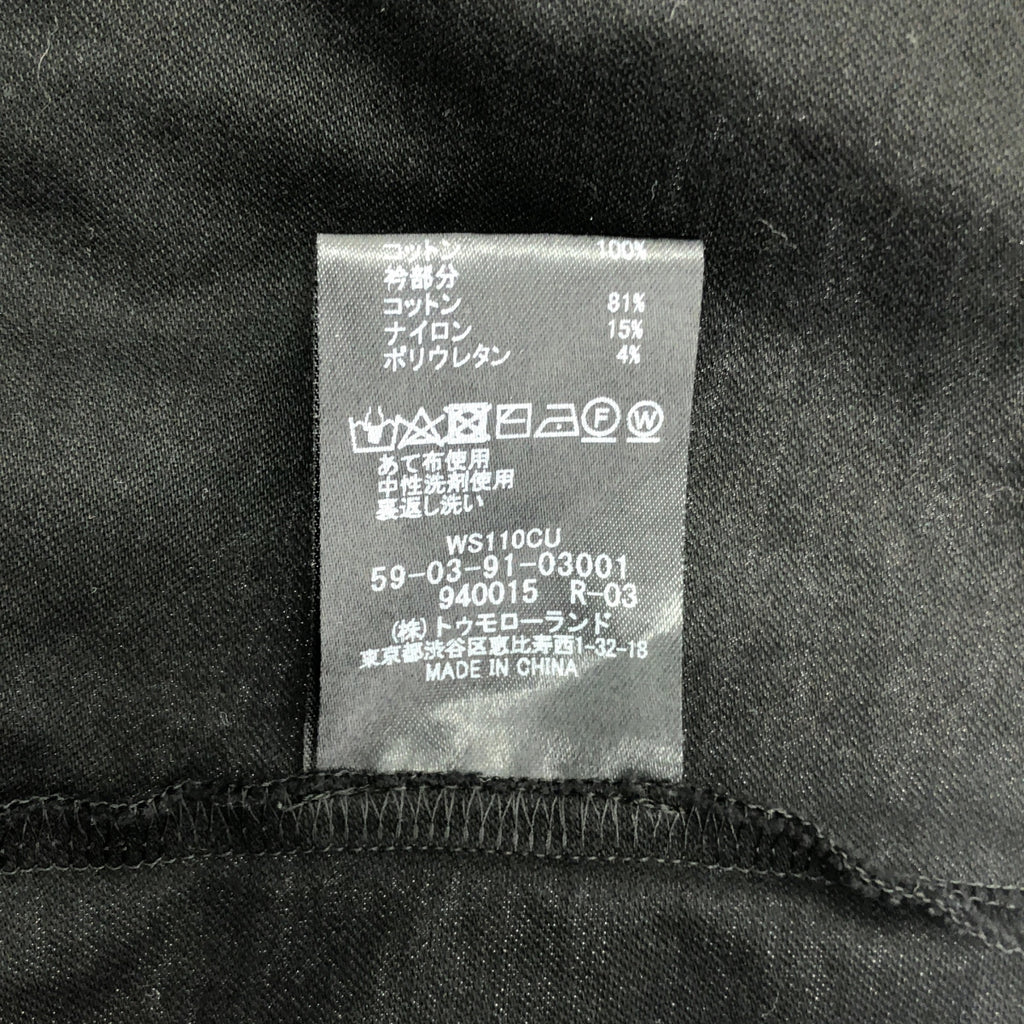 コットン 100%
衿部分
コットン 81%
ナイロン 15%
ポリウレタン 4%
F W
あて布使用
中性洗剤使用
裏返し洗い
WS110CU
59-03-91-03001
940015 R-03
(株)トゥモローランド
東京都渋谷区恵比寿西1-32-18
MADE IN CHINA